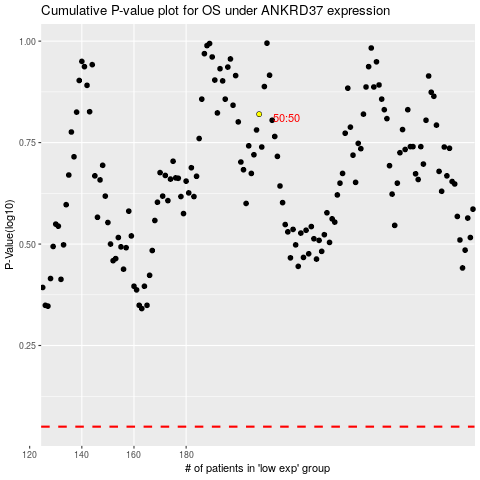 Cumulative P-value plot for OS under ANKRD37 expression
P-Value(log10)
1.00
0.75
0.50
0.25
50:50
120 140 160 180
# of patients in 'low exp' group